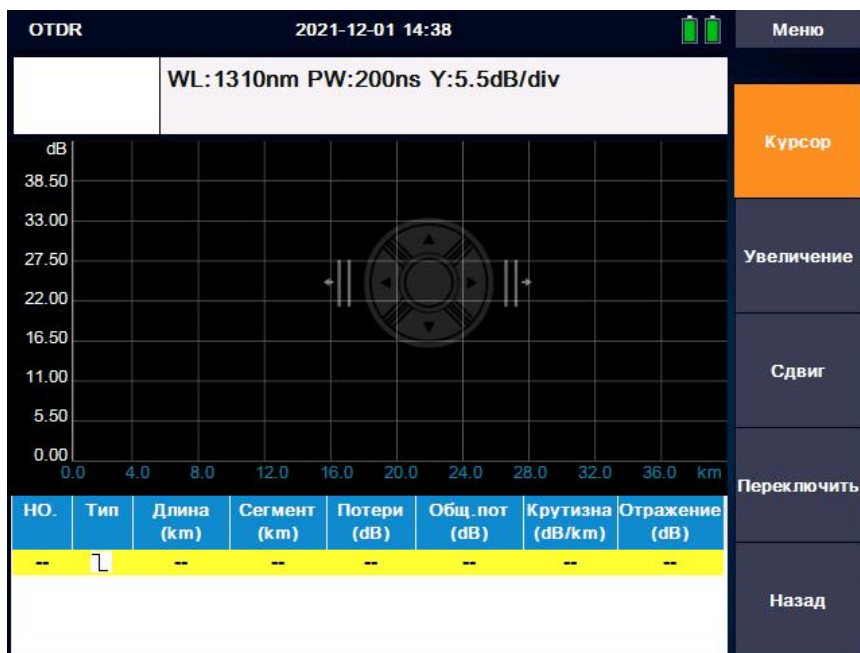 OTDR 2021-12-01 14:38 Меню
WL:1310nm PW:200ns Y:5.5dB/div
Курсор
dB
38.50
33.00
27.50
Увеличение
22.00
16.50
Сдвиг
11.00
5.50
0.00
0.0 4.0 8.0 12.0 16.0 20.0 24.0 28.0 32.0 36.0 km
Переключить
НО. Тип Длина Сегмент Потери Общ.пот Крутизна Отражение
(km) (km) (dB) (dB) (dB/km) (dB)
-- -- -- -- -- -- --
Назад